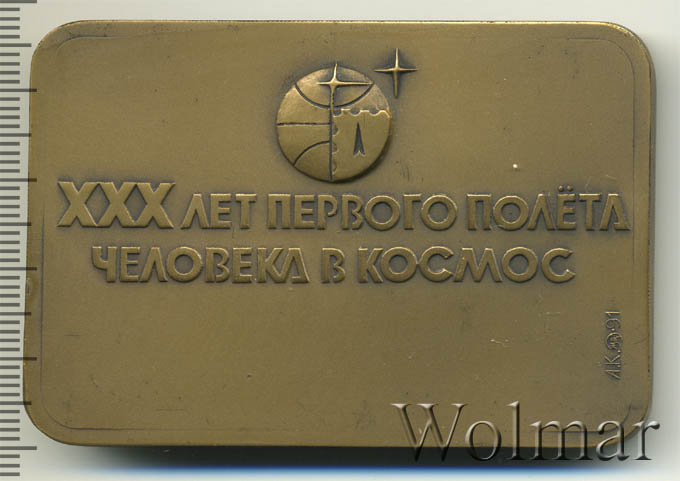 XXX ЛЕТ ПЕРВОГО ПОЛЁТА
ЧЕЛОВЕКА В КОСМОС
Wolmar